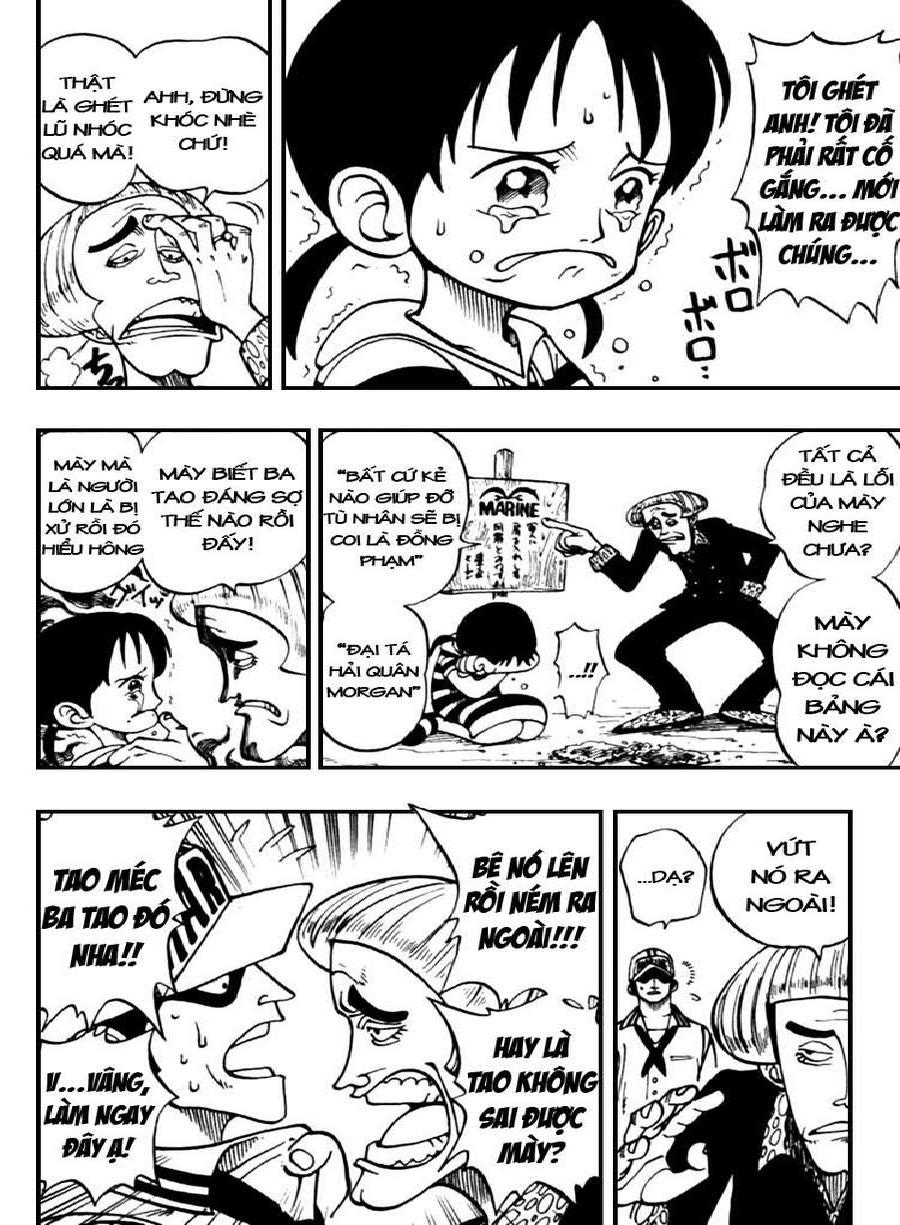 TÔI GHÉT
ANH! TÔI ĐÃ
PHẢI RẤT CỐ
GẮNG... MỚI
LÀM RA ĐƯỢC
CHÚNG...
ボロ
ボロ
AHH, ĐỪNG
KHÓC NHÈ
CHỨ!
THẬT
LÀ GHÉT
LŨ NHÓC
QUÁ MÀ!
TẤT CẢ
ĐỀU LÀ LỖI
CỦA MÀY
NGHE
CHƯA?
MÀY
KHÔNG
ĐỌC CÁI
BẢNG
NÀY À?
...!!
MARINE
"BẤT CỨ KẺ
NÀO GIÚP ĐỠ
TÙ NHÂN SẼ BỊ
COI LÀ ĐỒNG
PHẠM"
"ĐẠI TÁ
HẢI QUÂN
MORGAN"
MÀY BIẾT BA
TAO ĐÁNG SỢ
THẾ NÀO RỒI
ĐẤY!
MÀY MÀ
LÀ NGƯỜI
LỚN LÀ BỊ
XỬ RỒI ĐÓ
HIỂU HÔNG
VỨT
NÓ RA
NGOÀI!
...DẠ?
BÊ NÓ LÊN
RỒI NÉM RA
NGOÀI!!!
HAY LÀ
TAO KHÔNG
SAI ĐƯỢC
MÀY?
TAO MÉC
BA TAO ĐÓ
NHA!!
V...VÂNG,
LÀM NGAY
ĐÂY Ạ!